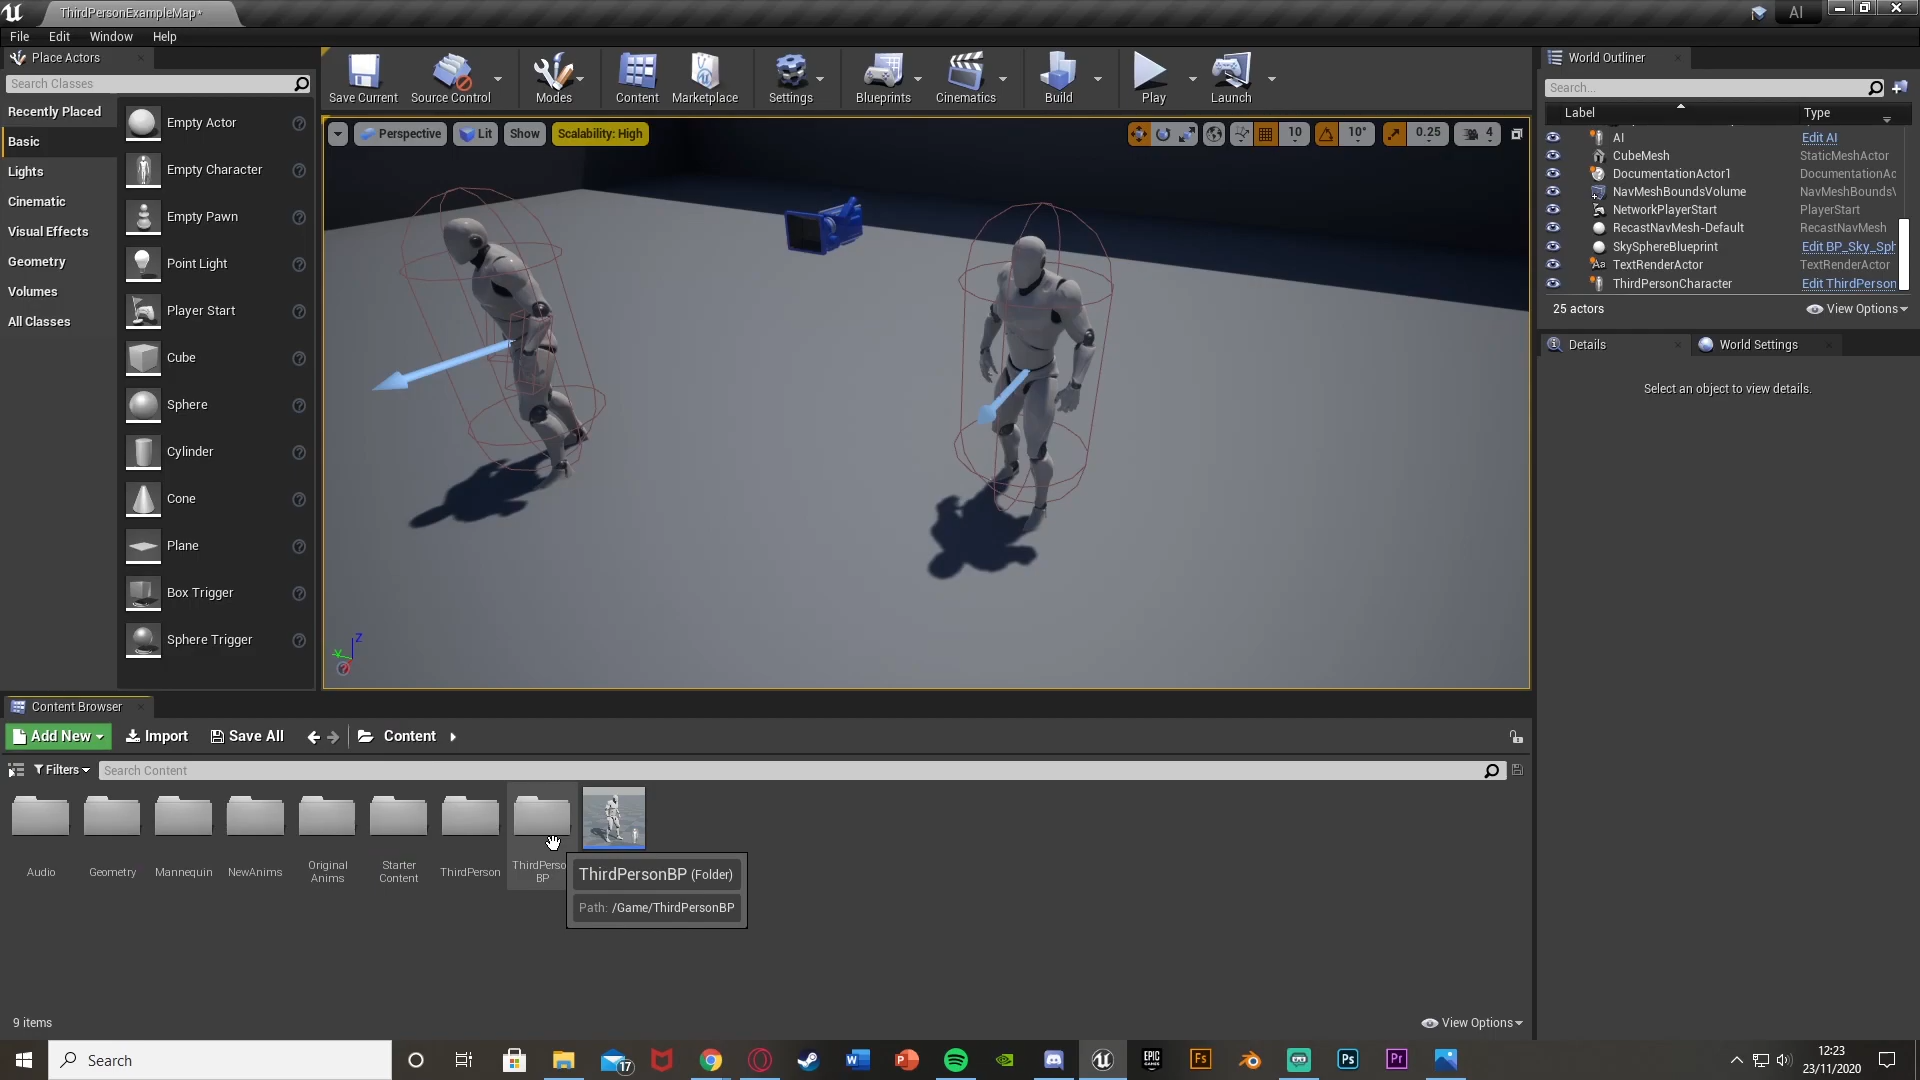 ThirdPersonExampleMap*
AI
File Edit Window Help
Place Actors
Search Classes
Recently Placed
Basic
Lights
Cinematic
Visual Effects
Geometry
Volumes
All Classes
Empty Actor
Empty Character
Empty Pawn
Point Light
Player Start
Cube
Sphere
Cylinder
Cone
Plane
Box Trigger
Sphere Trigger
Save Current
Source Control
Modes
Content
Marketplace
Settings
Blueprints
Cinematics
Build
Play
Launch
Perspective
Lit
Show
Scalability: High
10
10°
0.25
4
Z
Y
World Outliner
Search...
Label Type
AI Edit AI
CubeMesh StaticMeshActor
DocumentationActor1 DocumentationAc
NavMeshBoundsVolume NavMeshBoundsV
NetworkPlayerStart PlayerStart
RecastNavMesh-Default RecastNavMesh
SkySphereBlueprint Edit BP_Sky_Sph
TextRenderActor TextRenderActor
ThirdPersonCharacter Edit ThirdPerson
25 actors
View Options
Details
World Settings
Select an object to view details.
Content Browser
Add New
Import
Save All
Content
Filters
Search Content
Audio
Geometry
Mannequin
NewAnims
Original
Anims
Starter
Content
ThirdPerson
ThirdPerso
BP
ThirdPersonBP (Folder)
Path: /Game/ThirdPersonBP
9 items
View Options
Search
17
12:23
23/11/2020